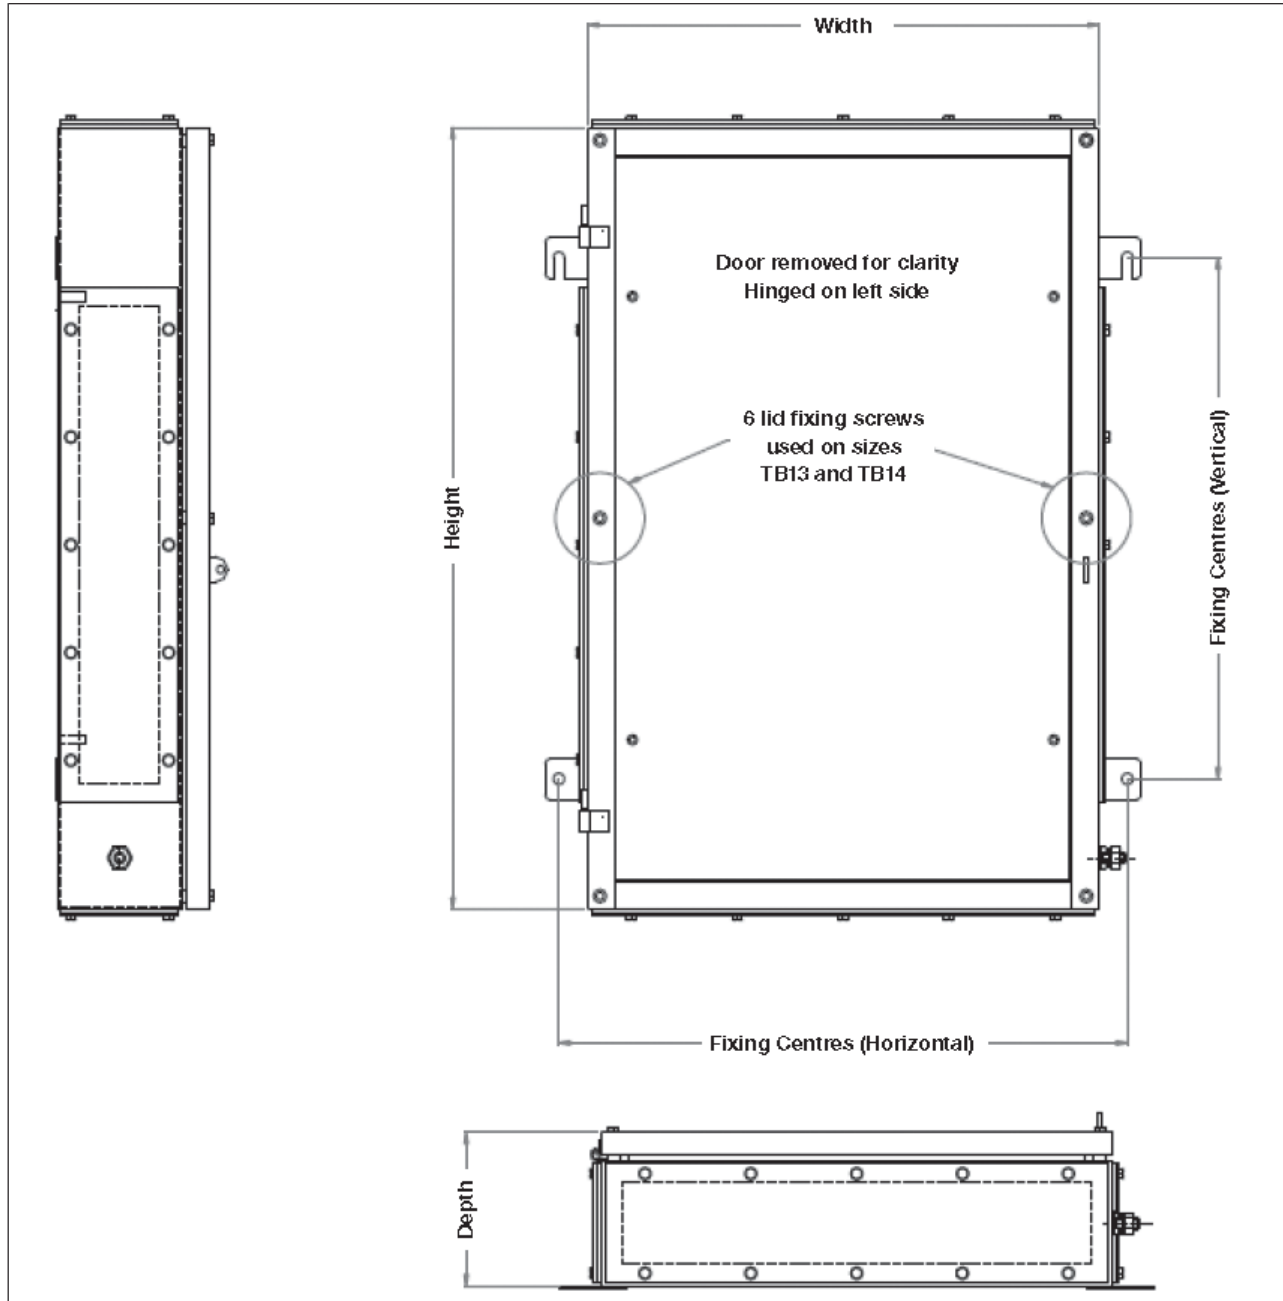 Width
Door removed for clarity
Hinged on left side
6 lid fixing screws
used on sizes
TB13 and TB14
Height
Fixing Centres (Vertical)
Fixing Centres (Horizontal)
Depth